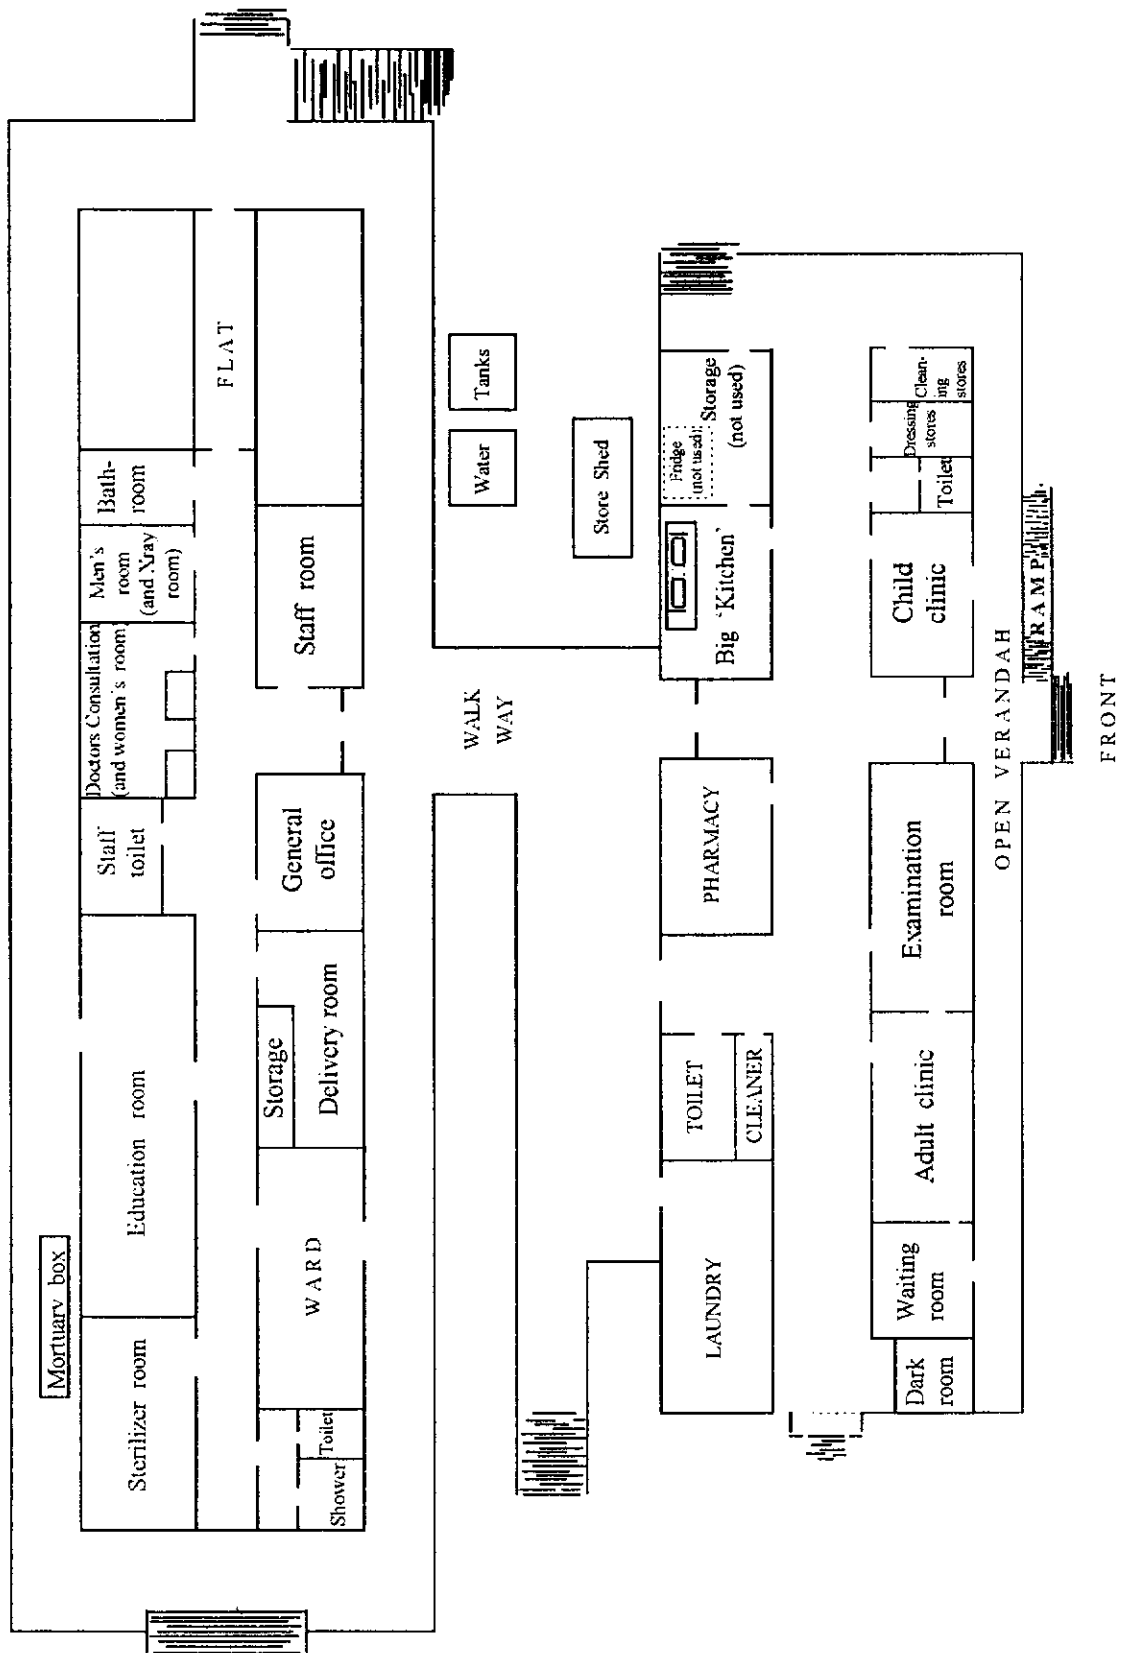 Mortuary box
Sterilizer room
Education room
Staff
toilet
Doctors Consultation
(and women's room)
Men's
room
(and Xray
room)
Bath-
room
FLAT
Shower
Toilet
WARD
Storage
Delivery room
General
office
Staff room
WALK
WAY
Water
Tanks
Store Shed
LAUNDRY
TOILET
CLEANER
PHARMACY
Big 'Kitchen'
Fridge
(not used)
Storage
(not used)
Dark
room
Waiting
room
Adult clinic
Examination
room
Child
clinic
Toilet
Dressing
stores
Clean-
ing
stores
OPEN VERANDAH
RAMP
FRONT